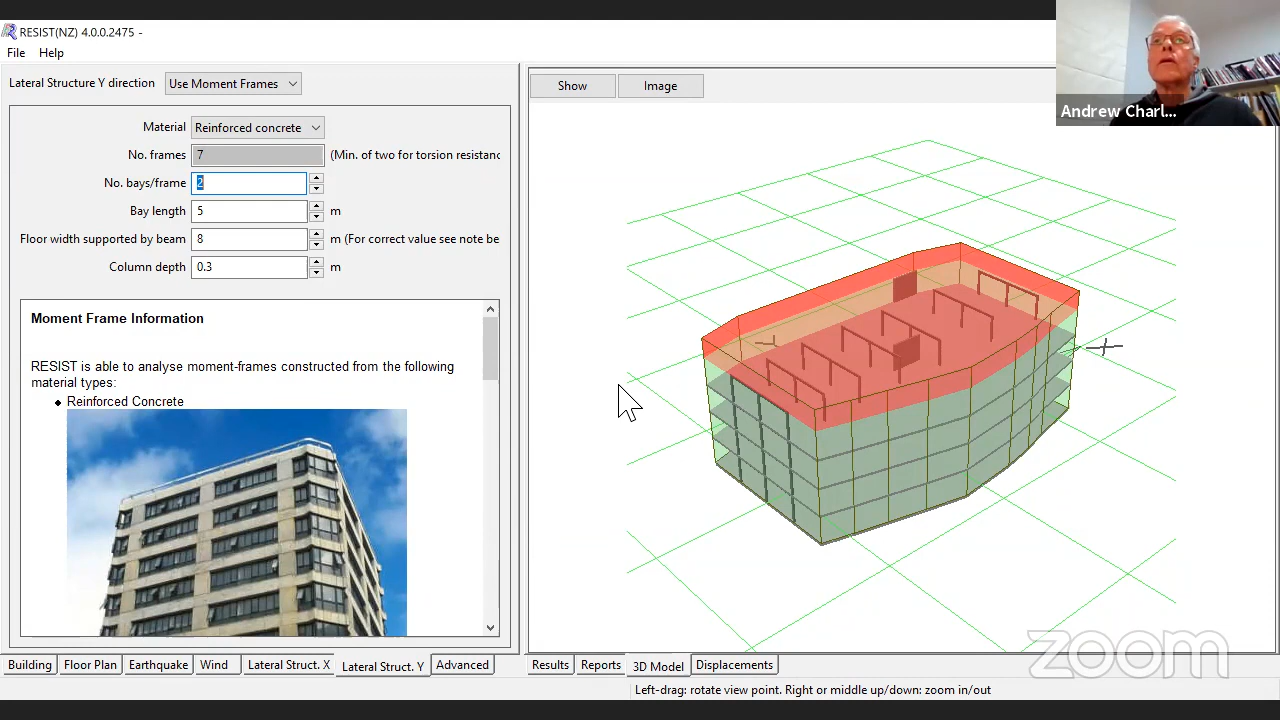 RESIST(NZ) 4.0.0.2475 -
File Help
Lateral Structure Y direction Use Moment Frames
Show Image
Andrew Charl...
Material Reinforced concrete
No. frames 7 (Min. of two for torsion resistanc
No. bays/frame 2
Bay length 5 m
Floor width supported by beam 8 m (For correct value see note be
Column depth 0.3 m
Moment Frame Information
RESIST is able to analyse moment-frames constructed from the following
material types:
Reinforced Concrete
zoom
Building Floor Plan Earthquake Wind Lateral Struct. X Lateral Struct. Y Advanced
Results Reports 3D Model Displacements
Left-drag: rotate view point. Right or middle up/down: zoom in/out